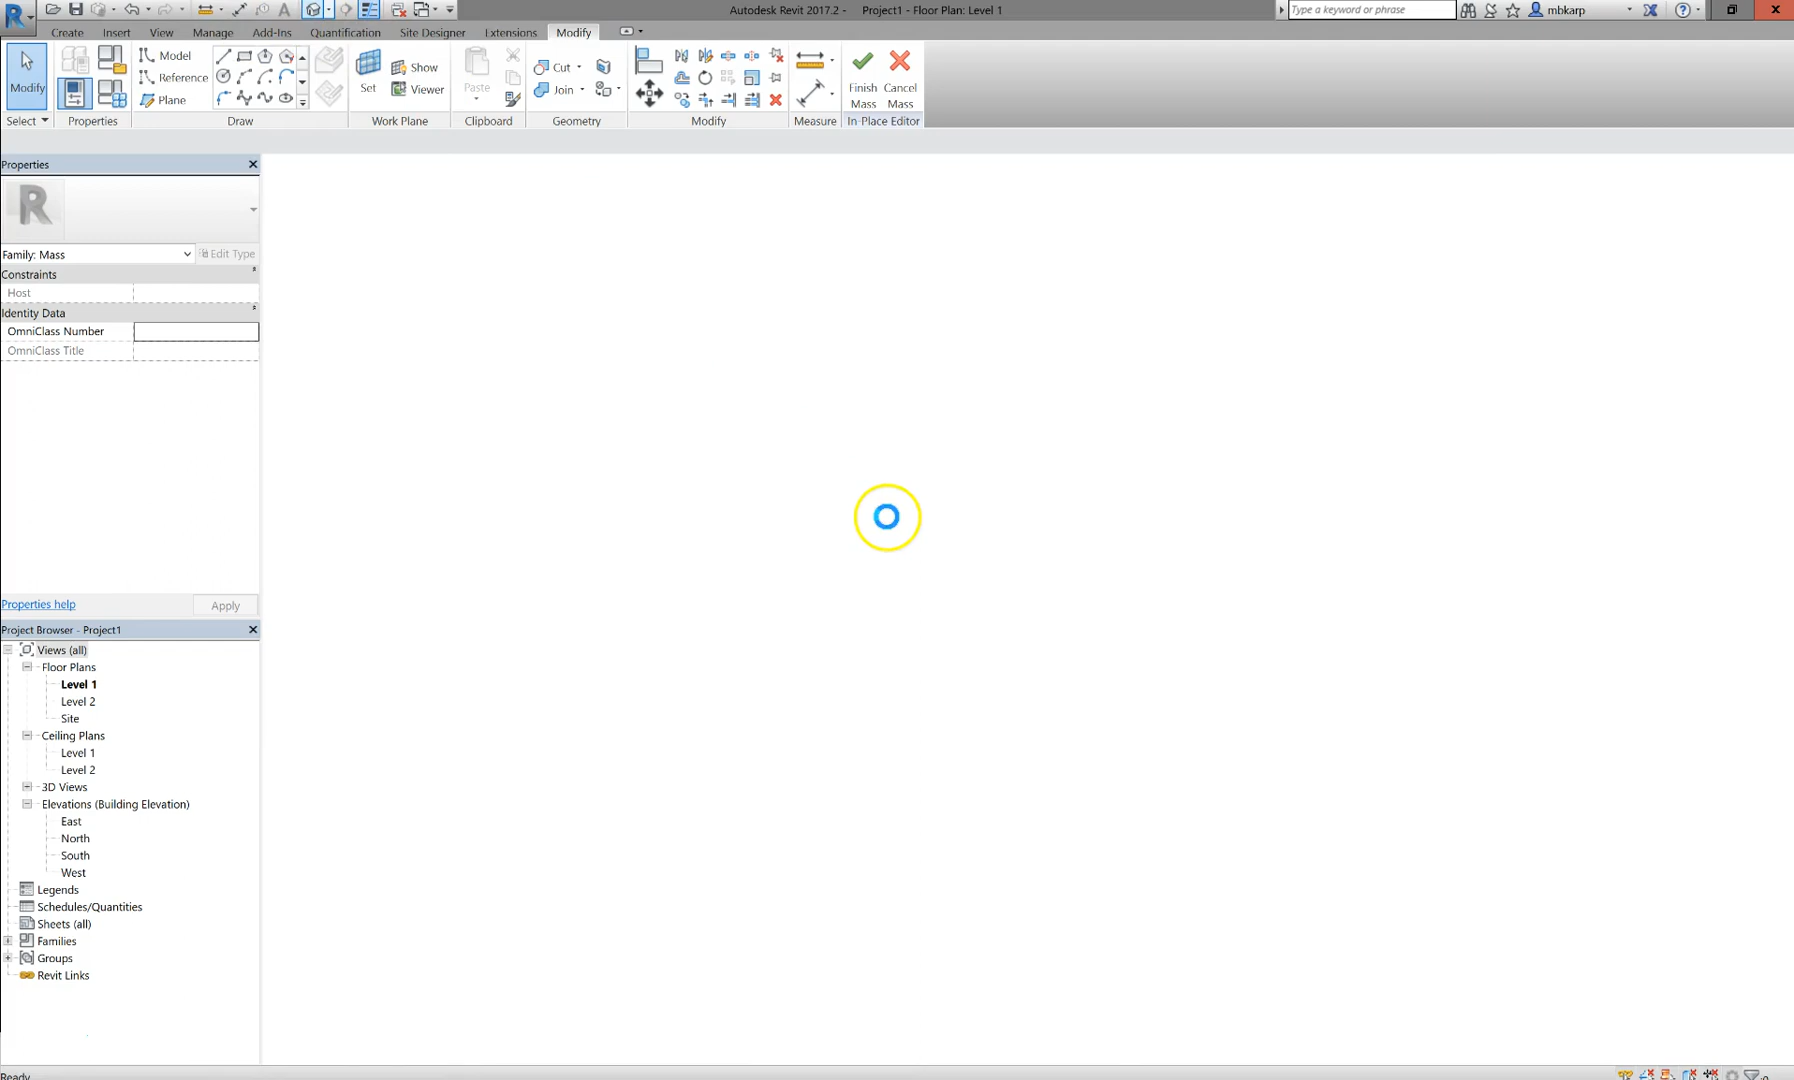 Autodesk Revit 2017.2 - Project1 - Floor Plan: Level 1
Type a keyword or phrase
mbkarp
Create Insert View Manage Add-Ins Quantification Site Designer Extensions Modify
Modify
Model
Reference
Plane
Set
Show
Viewer
Paste
Cut
Join
Finish Mass
Cancel Mass
Select Properties Draw Work Plane Clipboard Geometry Modify Measure In-Place Editor
Properties
R
Family: Mass Edit Type
Constraints
Host
Identity Data
OmniClass Number
OmniClass Title
Properties help Apply
Project Browser - Project1
Views (all)
Floor Plans
Level 1
Level 2
Site
Ceiling Plans
Level 1
Level 2
3D Views
Elevations (Building Elevation)
East
North
South
West
Legends
Schedules/Quantities
Sheets (all)
Families
Groups
Revit Links
Ready